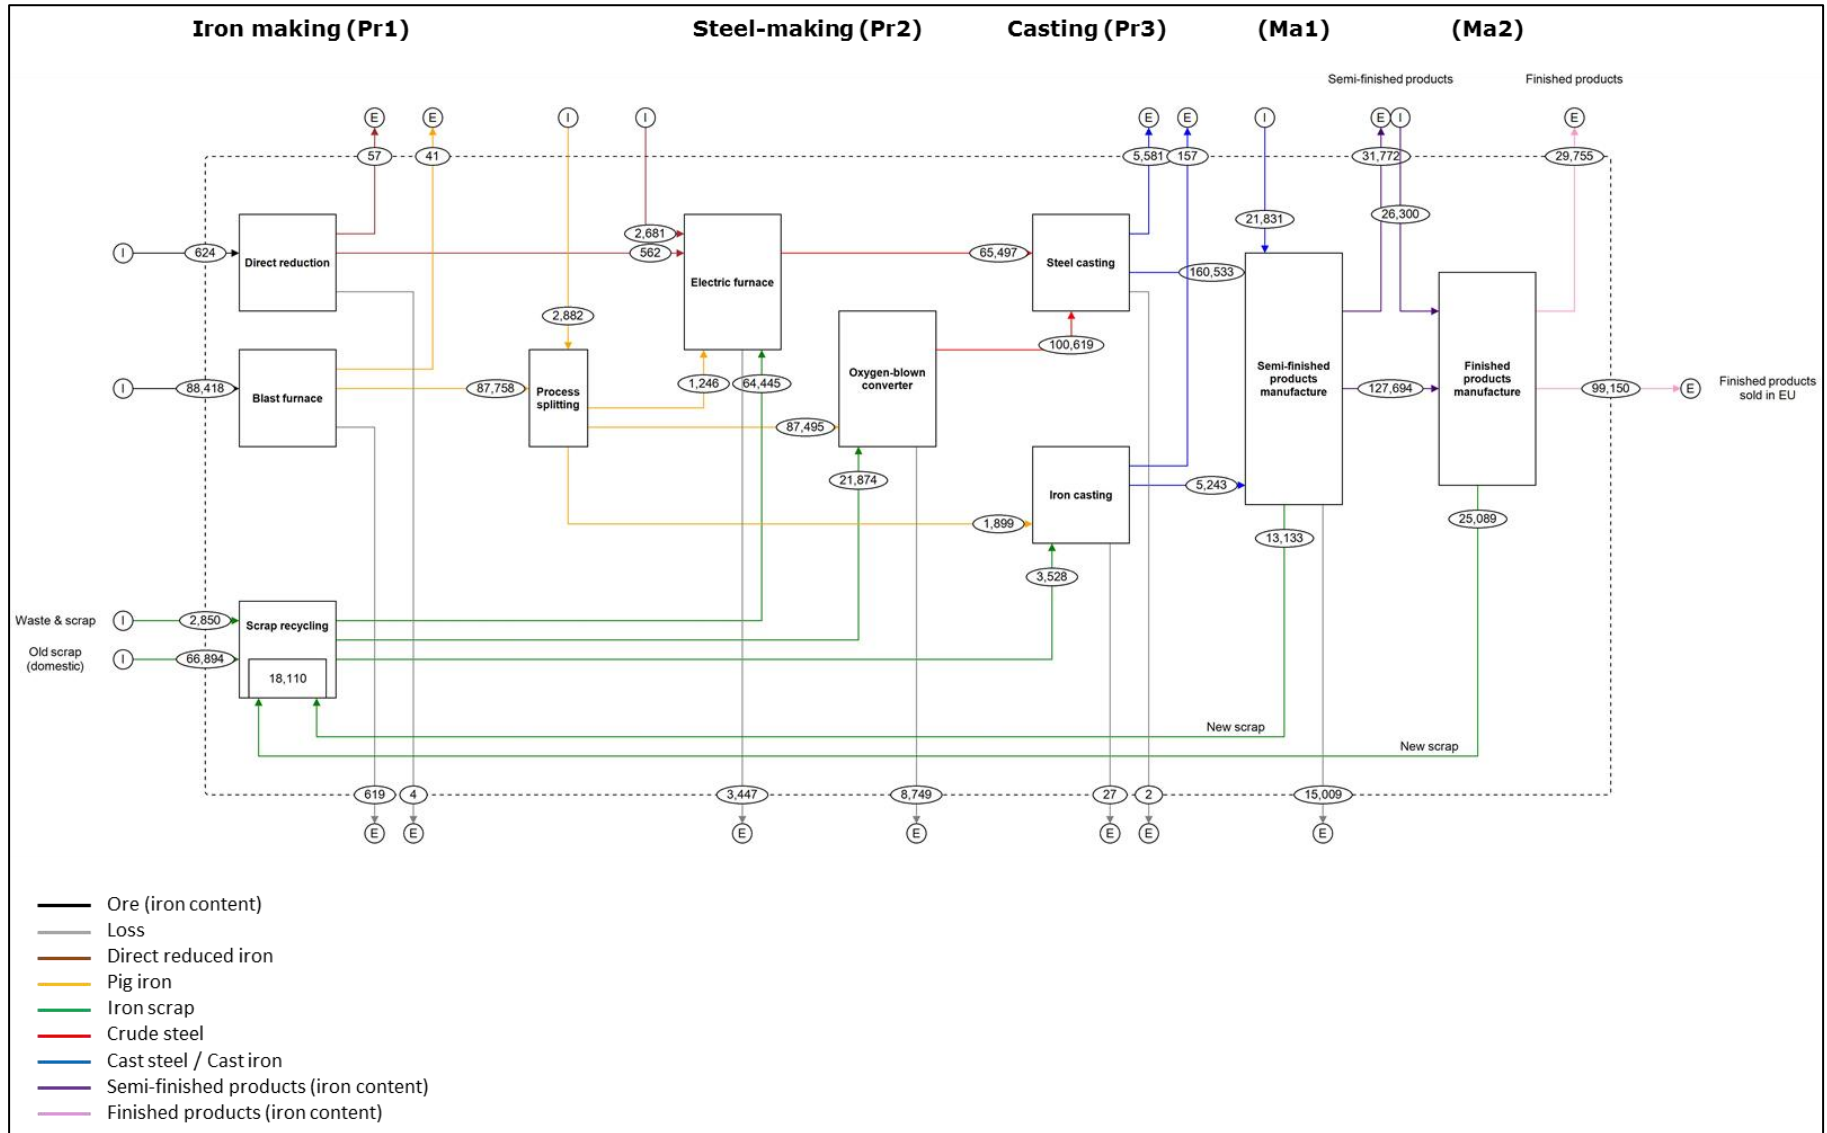 Iron making (Pr1)
Steel-making (Pr2)
Casting (Pr3)
(Ma1)
(Ma2)
Semi-finished products
Finished products
E
E
I
I
E
E
I
E
I
E
57
41
5,581
157
31,772
29,755
21,831
26,300
I
624
Direct reduction
2,681
562
Electric furnace
65,497
Steel casting
160,533
2,882
100,619
I
88,418
Blast furnace
87,758
Process
splitting
1,246
64,445
Oxygen-blown
converter
Semi-finished
products
manufacture
127,694
Finished
products
manufacture
99,150
E
Finished products
sold in EU
87,495
21,874
Iron casting
5,243
1,899
13,133
25,089
3,528
Waste & scrap
I
2,850
Scrap recycling
Old scrap
(domestic)
I
66,894
18,110
New scrap
New scrap
619
4
3,447
8,749
27
2
15,009
E
E
E
E
E
E
E
Ore (iron content)
Loss
Direct reduced iron
Pig iron
Iron scrap
Crude steel
Cast steel / Cast iron
Semi-finished products (iron content)
Finished products (iron content)